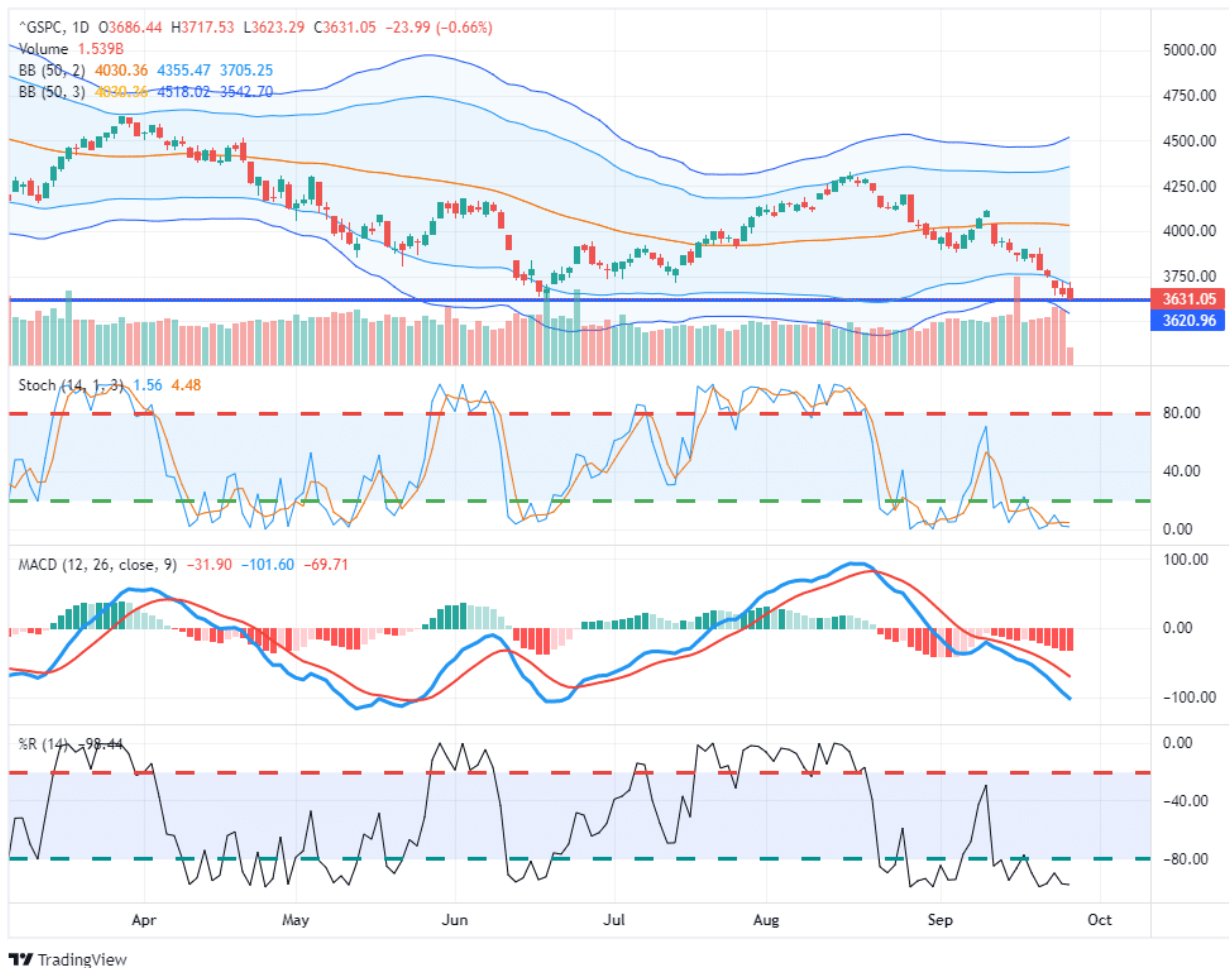 ^GSPC, 1D O3686.44 H3717.53 L3623.29 C3631.05 −23.99 (−0.66%)
Volume 1.539B
BB (50, 2) 4030.36 4355.47 3705.25
BB (50, 3) 4030.36 4518.02 3542.70
5000.00
4750.00
4500.00
4250.00
4000.00
3750.00
3631.05
3620.96
Stoch (14, 1, 3) 1.56 4.48
80.00
40.00
0.00
MACD (12, 26, close, 9) −31.90 −101.60 −69.71
100.00
0.00
−100.00
%R (14) −98.44
0.00
−40.00
−80.00
Apr May Jun Jul Aug Sep Oct
TradingView